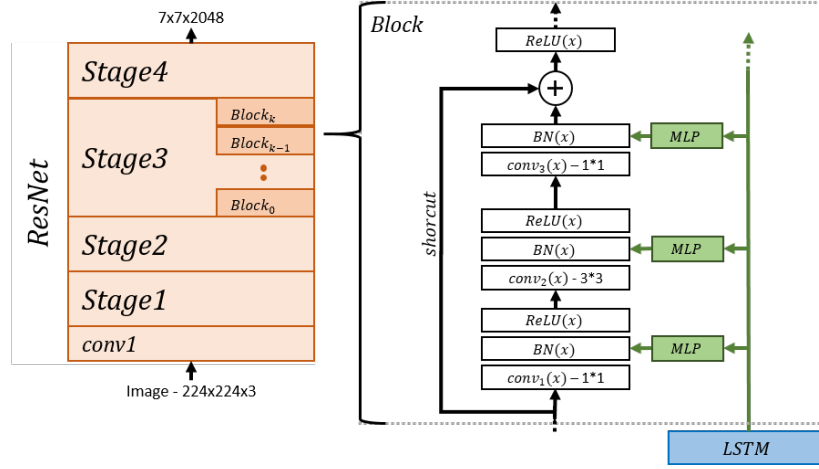 7x7x2048
ResNet
Stage4
Stage3
Block_k
Block_{k-1}
Block_0
Stage2
Stage1
conv1
Image - 224x224x3
Block
ReLU(x)
+
BN(x)
MLP
conv_3(x) - 1*1
shorcut
ReLU(x)
BN(x)
MLP
conv_2(x) - 3*3
ReLU(x)
BN(x)
MLP
conv_1(x) - 1*1
LSTM